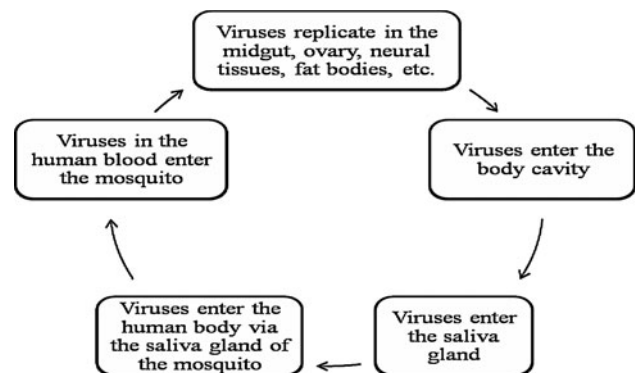 Viruses replicate in the
midgut, ovary, neural
tissues, fat bodies, etc.
Viruses enter the
body cavity
Viruses enter
the saliva
gland
Viruses enter the
human body via
the saliva gland of
the mosquito
Viruses in the
human blood enter
the mosquito